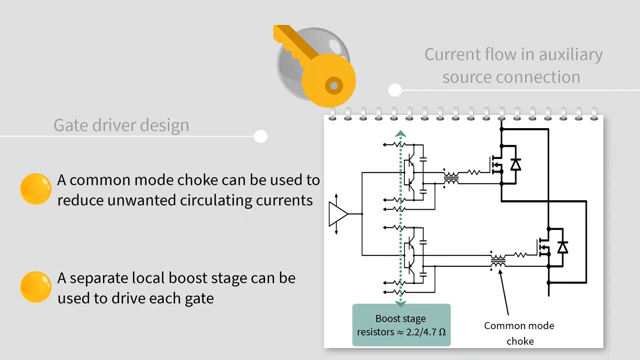 Current flow in auxiliary
source connection
Gate driver design
A common mode choke can be used to
reduce unwanted circulating currents
A separate local boost stage can be
used to drive each gate
Boost stage
resistors ≈ 2.2/4.7 Ω
Common mode
choke